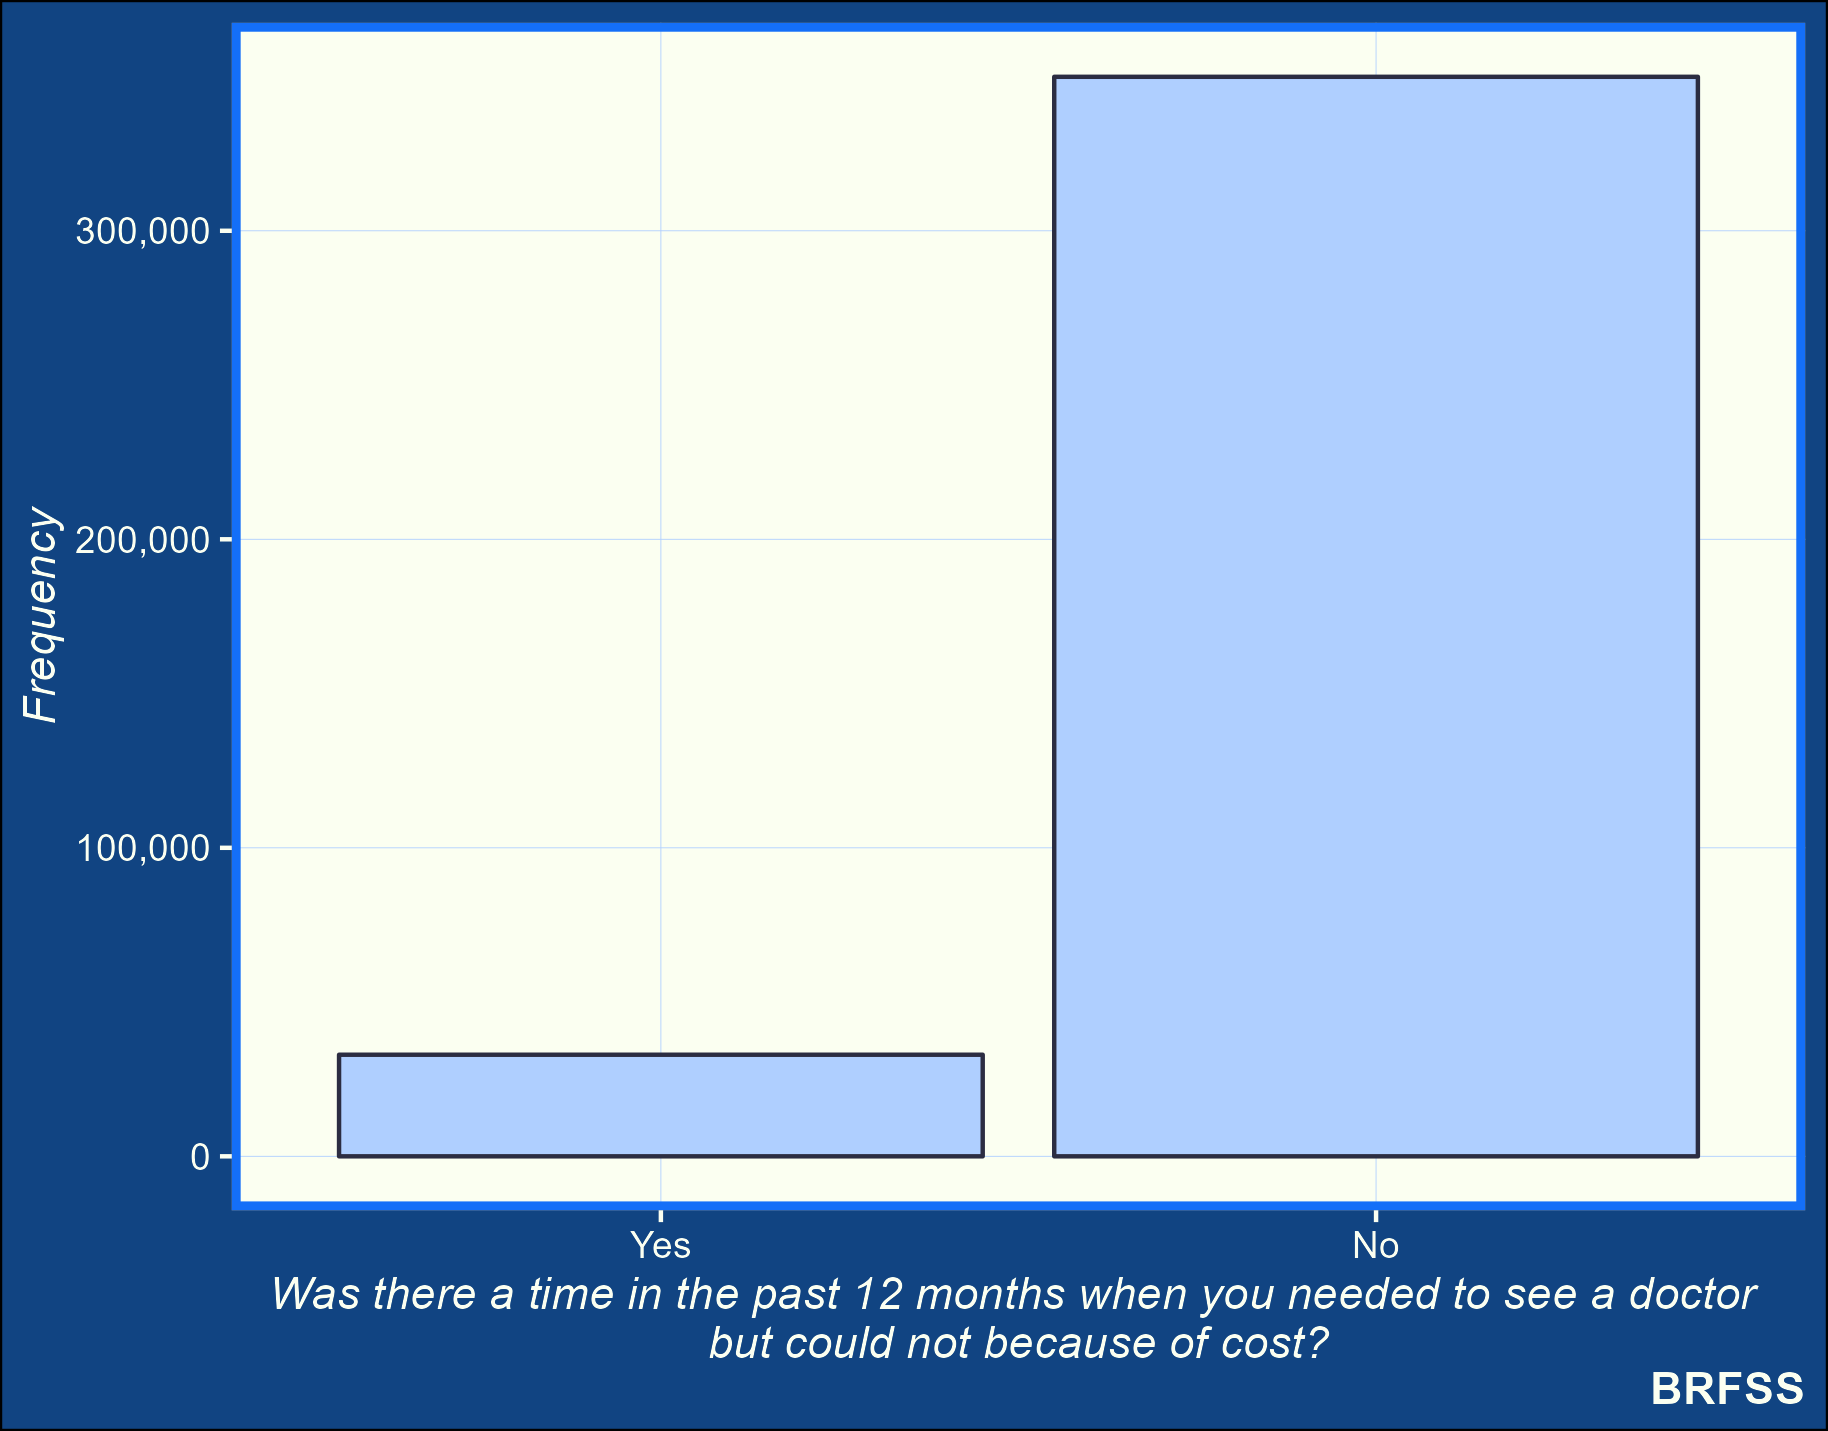 Frequency
300,000
200,000
100,000
0
Yes
No
Was there a time in the past 12 months when you needed to see a doctor
but could not because of cost?
BRFSS